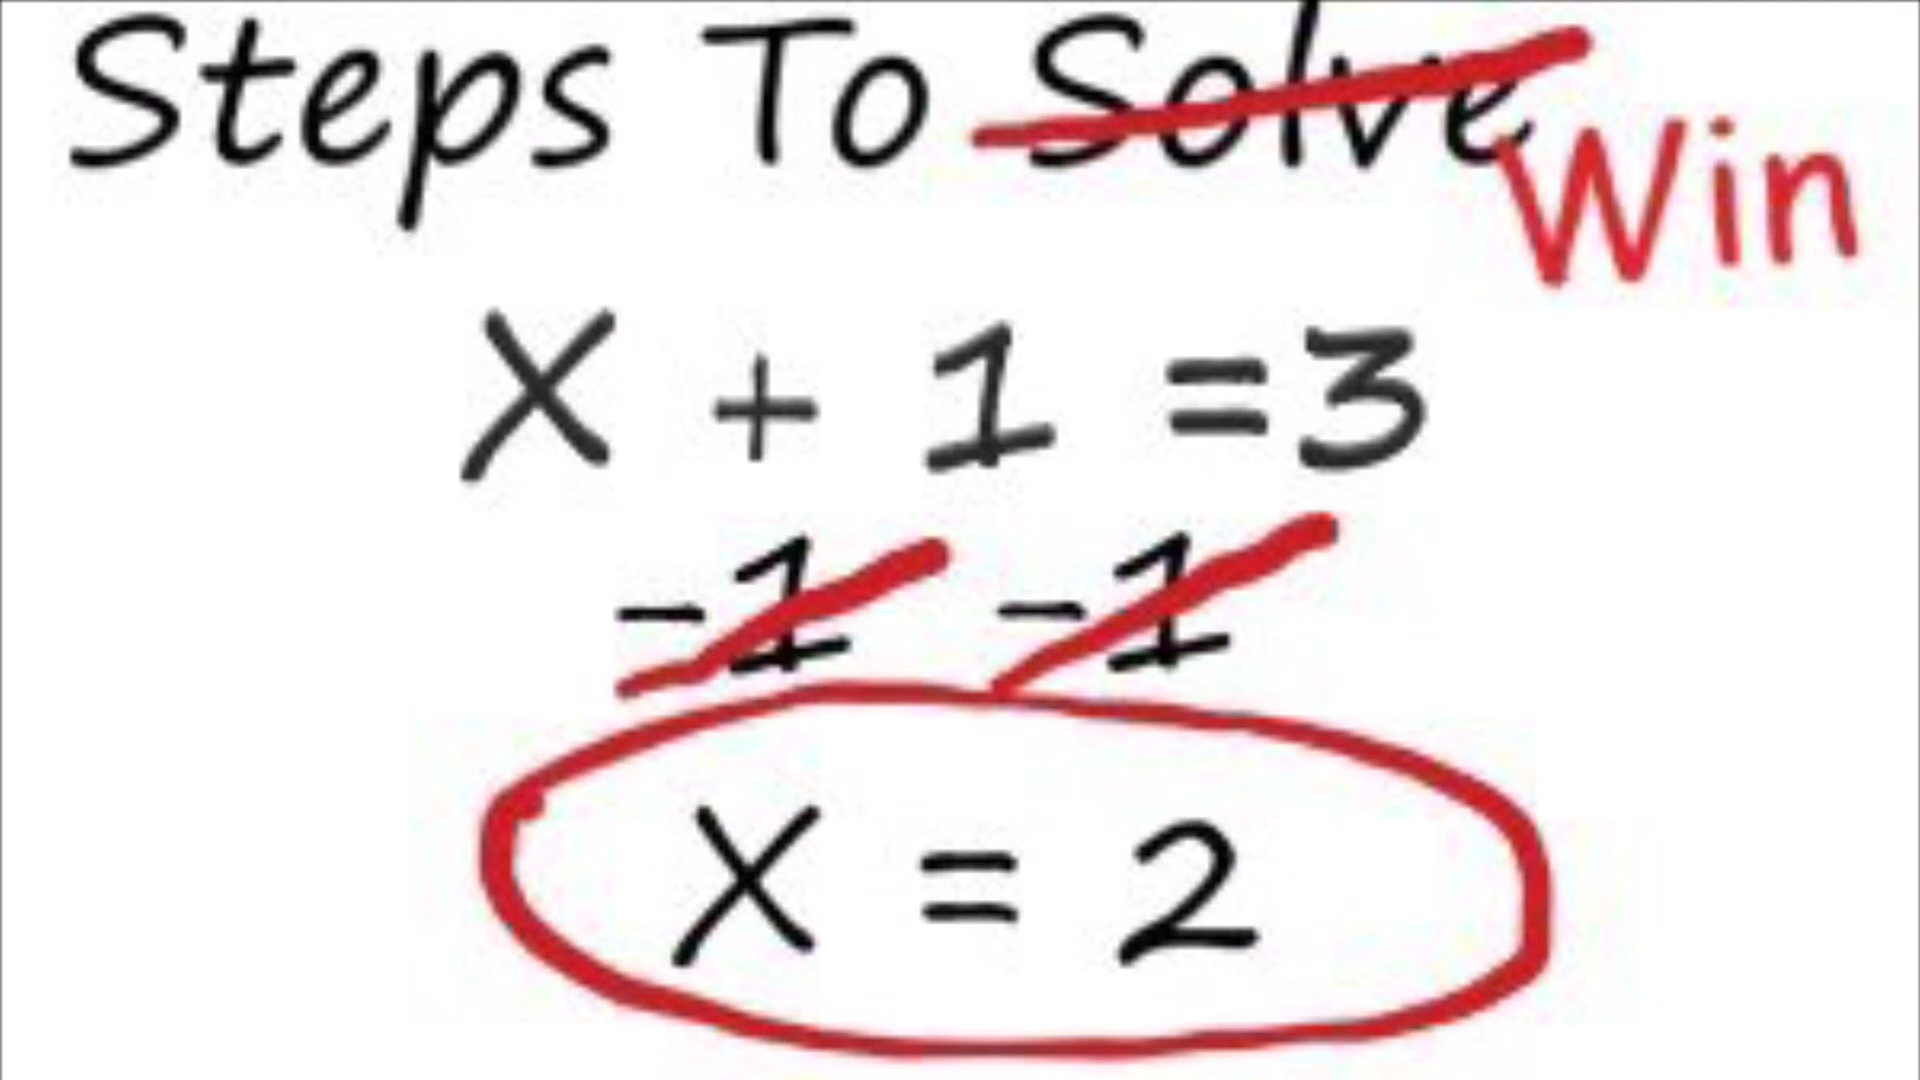 Steps To Solve
Win
X + 1 = 3
-1 -1
X = 2